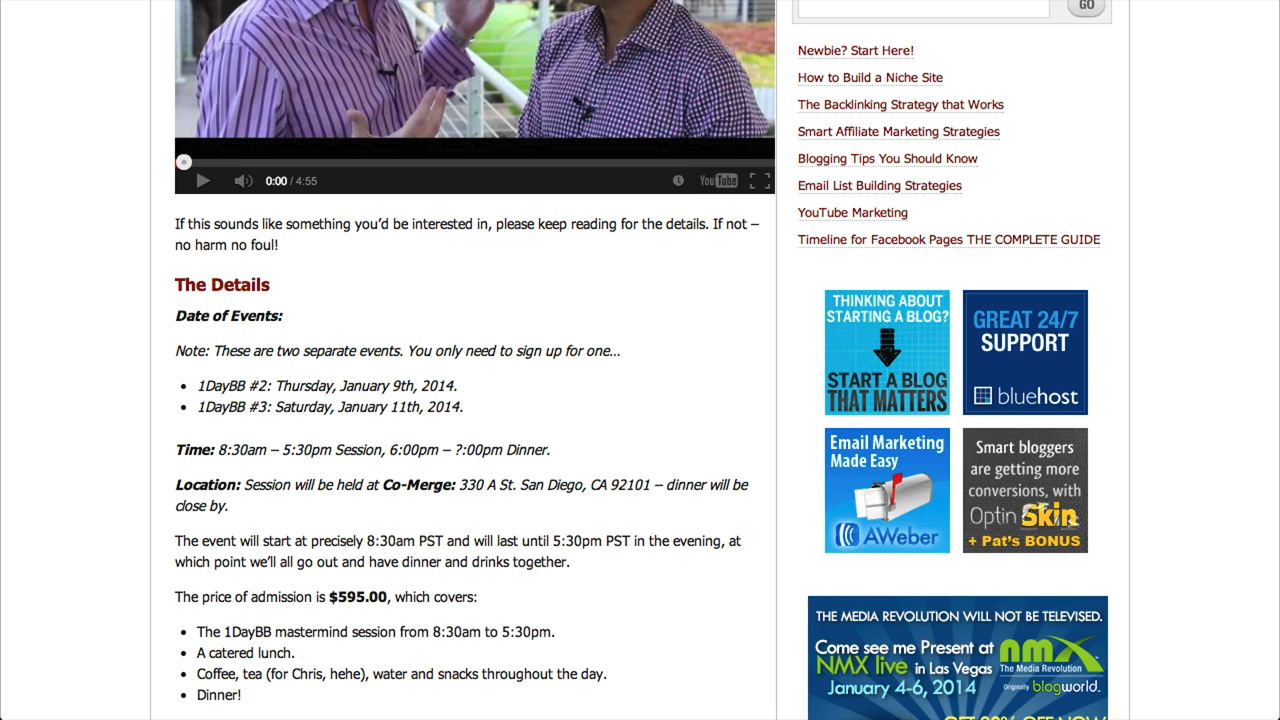 GO
Newbie? Start Here!
How to Build a Niche Site
The Backlinking Strategy that Works
Smart Affiliate Marketing Strategies
Blogging Tips You Should Know
Email List Building Strategies
YouTube Marketing
Timeline for Facebook Pages THE COMPLETE GUIDE
0:00 / 4:55
YouTube
If this sounds like something you'd be interested in, please keep reading for the details. If not –
no harm no foul!
The Details
Date of Events:
Note: These are two separate events. You only need to sign up for one…
• 1DayBB #2: Thursday, January 9th, 2014.
• 1DayBB #3: Saturday, January 11th, 2014.
Time: 8:30am – 5:30pm Session, 6:00pm – ?:00pm Dinner.
Location: Session will be held at Co-Merge: 330 A St. San Diego, CA 92101 – dinner will be
close by.
The event will start at precisely 8:30am PST and will last until 5:30pm PST in the evening, at
which point we'll all go out and have dinner and drinks together.
The price of admission is $595.00, which covers:
• The 1DayBB mastermind session from 8:30am to 5:30pm.
• A catered lunch.
• Coffee, tea (for Chris, hehe), water and snacks throughout the day.
• Dinner!
THINKING ABOUT
STARTING A BLOG?
START A BLOG
THAT MATTERS
GREAT 24/7
SUPPORT
bluehost
Email Marketing
Made Easy
AWeber
Smart bloggers
are getting more
conversions, with
Optin Skin
+ Pat's BONUS
THE MEDIA REVOLUTION WILL NOT BE TELEVISED.
Come see me Present at
NMX live in Las Vegas
January 4-6, 2014
nmx
The Media Revolution
Originally blogworld
GET 20% OFF NOW